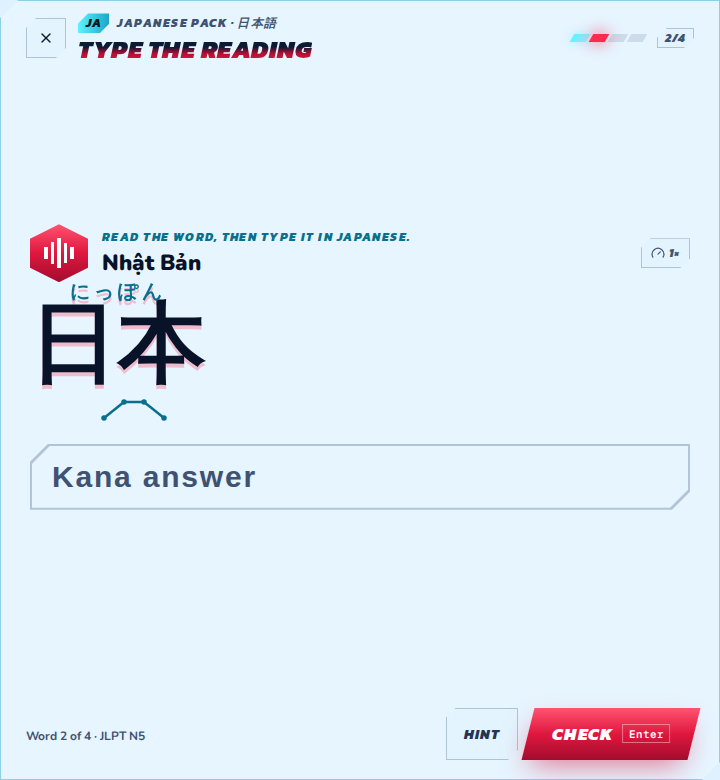 JA JAPANESE PACK · 日本語
TYPE THE READING
2/4
READ THE WORD, THEN TYPE IT IN JAPANESE.
Nhật Bản
1×
にっぽん
日本
Kana answer
Word 2 of 4 · JLPT N5
HINT
CHECK Enter